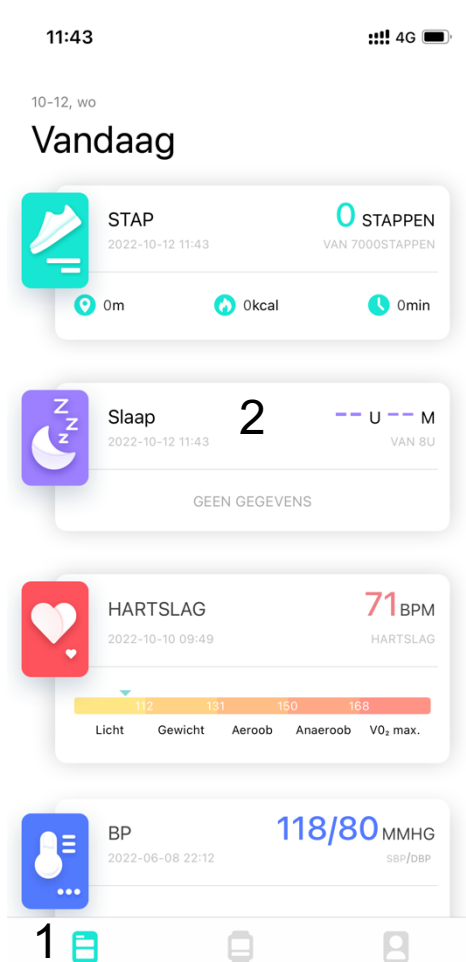 11:43 4G
10-12, wo
Vandaag
STAP 0 STAPPEN
2022-10-12 11:43 VAN 7000STAPPEN
0m 0kcal 0min
Z
Z
Z
Slaap 2 -- U -- M
2022-10-12 11:43 VAN 8U
GEEN GEGEVENS
HARTSLAG 71BPM
2022-10-10 09:49 HARTSLAG
112 131 150 168
Licht Gewicht Aeroob Anaeroob V0₂ max.
BP 118/80 MMHG
2022-06-08 22:12 SBP/DBP
1